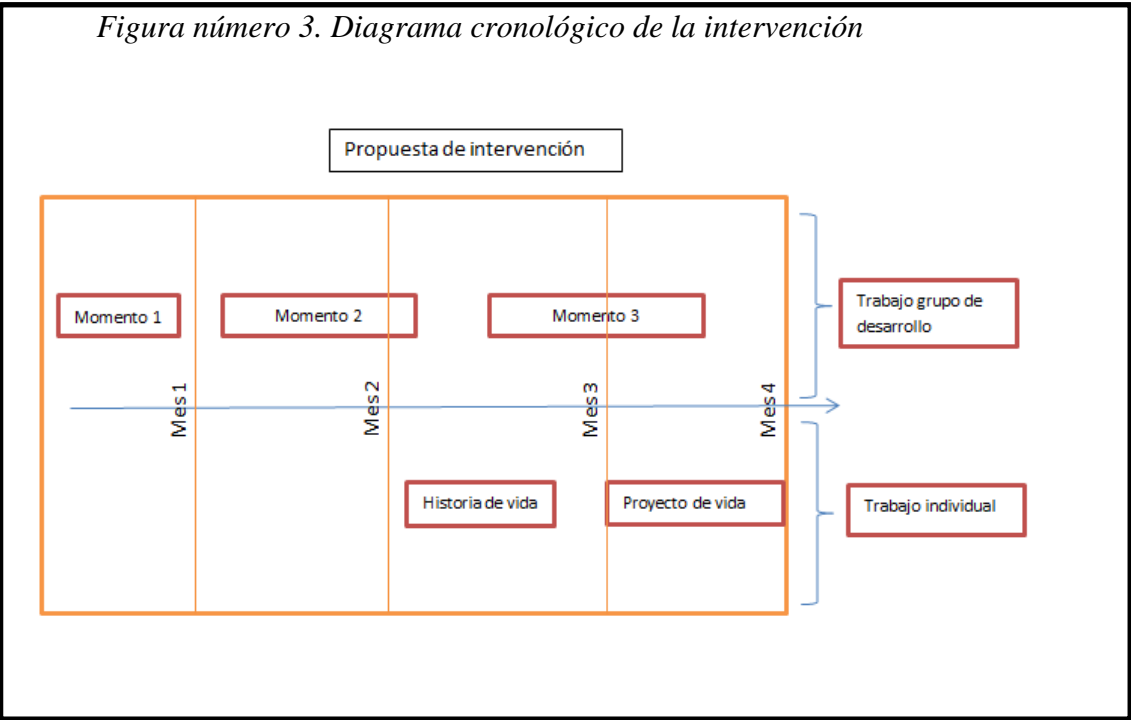 Figura número 3. Diagrama cronológico de la intervención
Propuesta de intervención
Momento 1
Momento 2
Momento 3
Trabajo grupo de
desarrollo
Mes 1
Mes 2
Mes 3
Mes 4
Historia de vida
Proyecto de vida
Trabajo individual